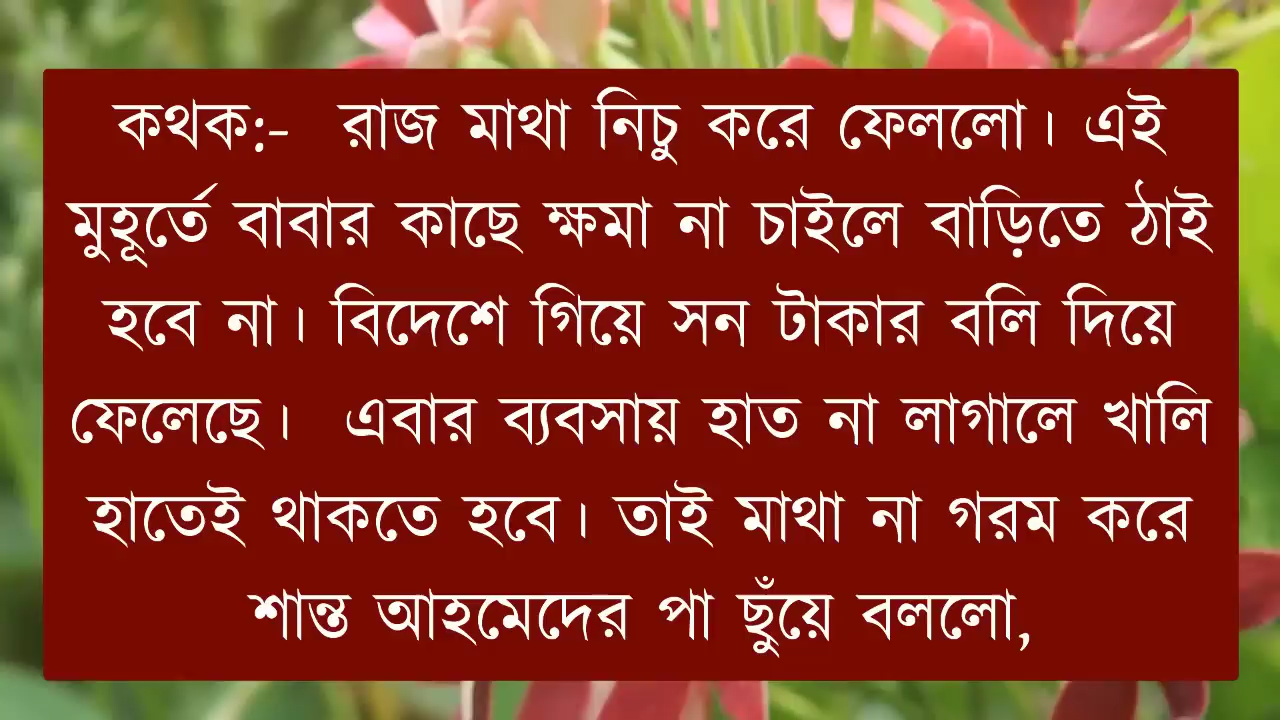 কথক:- রাজ মাথা নিচু করে ফেললো। এই
মুহূর্তে বাবার কাছে ক্ষমা না চাইলে বাড়িতে ঠাই
হবে না। বিদেশে গিয়ে সন টাকার বলি দিয়ে
ফেলেছে। এবার ব্যবসায় হাত না লাগালে খালি
হাতেই থাকতে হবে। তাই মাথা না গরম করে
শান্ত আহমেদের পা ছুঁয়ে বললো,